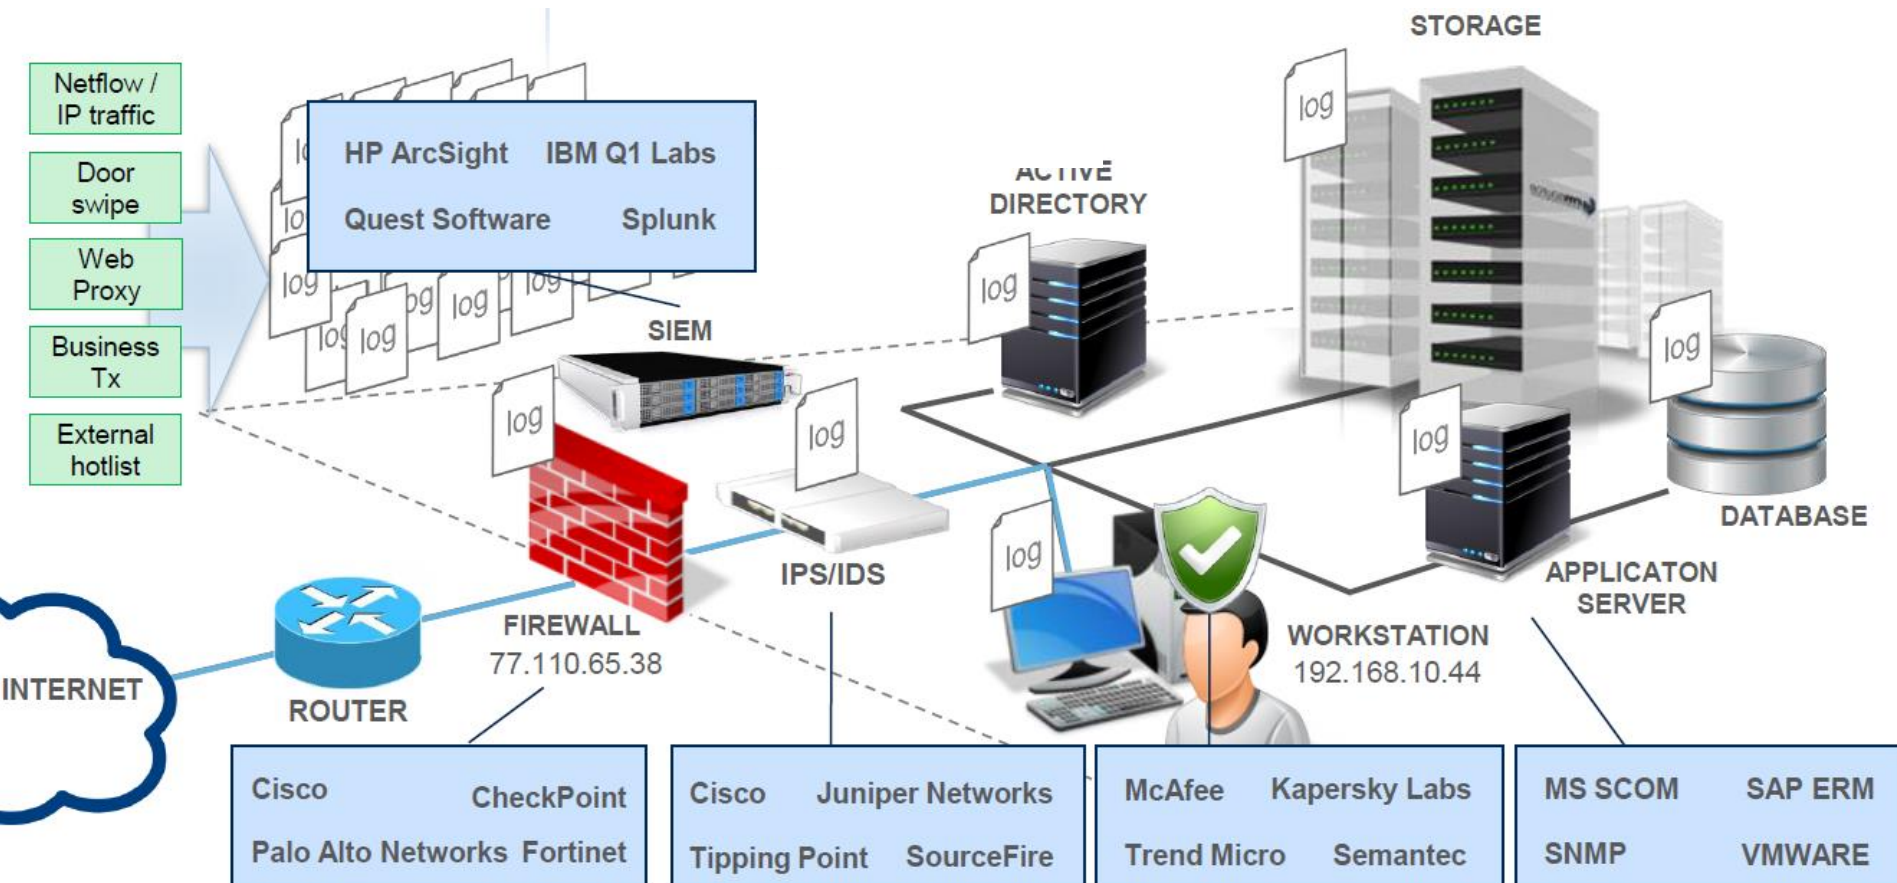 STORAGE
Netflow /
IP traffic
Door
swipe
Web
Proxy
Business
Tx
External
hotlist
HP ArcSight IBM Q1 Labs
Quest Software Splunk
log
log
log
log
log
log
log
SIEM
ACTIVE
DIRECTORY
log
log
log
log
log
log
log
DATABASE
IPS/IDS
APPLICATON
SERVER
FIREWALL
77.110.65.38
WORKSTATION
192.168.10.44
INTERNET
ROUTER
Cisco CheckPoint
Palo Alto Networks Fortinet
Cisco Juniper Networks
Tipping Point SourceFire
McAfee Kapersky Labs
Trend Micro Semantec
MS SCOM SAP ERM
SNMP VMWARE